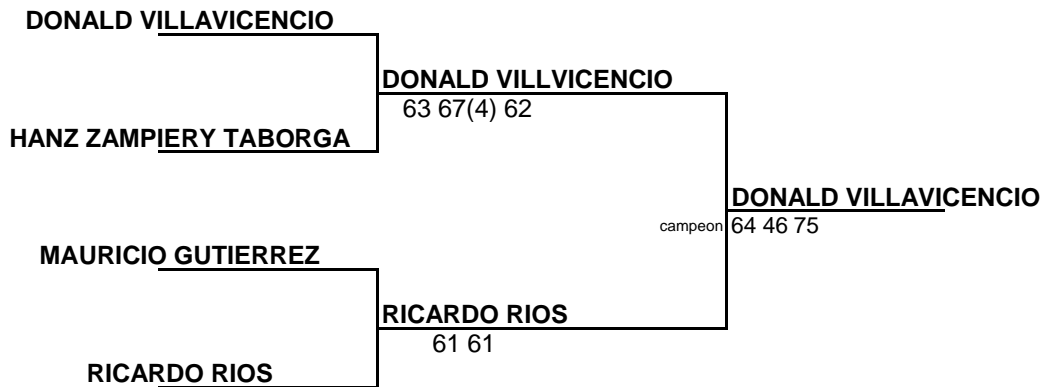 DONALD VILLAVICENCIO
DONALD VILLVICENCIO
63 67(4) 62
HANZ ZAMPIERY TABORGA
DONALD VILLAVICENCIO
campeon 64 46 75
MAURICIO GUTIERREZ
RICARDO RIOS
61 61
RICARDO RIOS